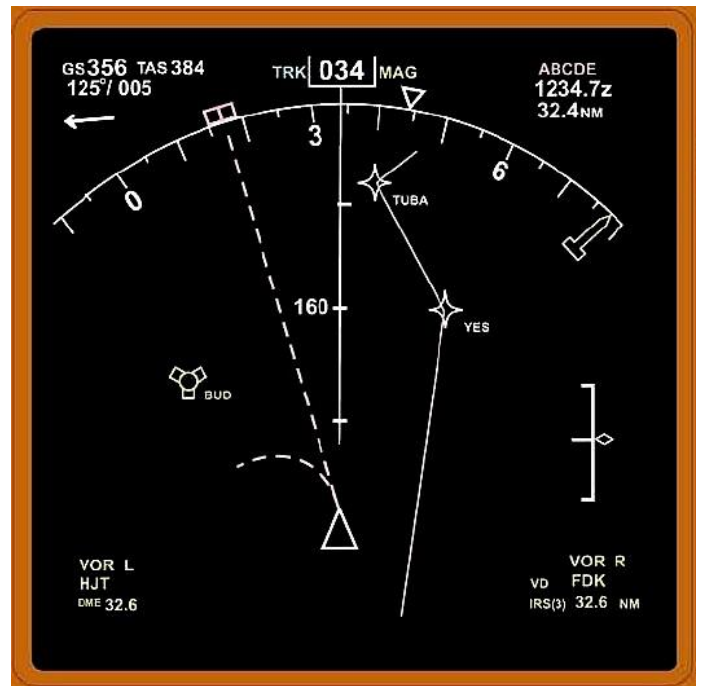 GS356 TAS384
125°/ 005
TRK 034 MAG
ABCDE
1234.7z
32.4NM
0
3
6
TUBA
160
YES
BUD
VOR L
HJT
DME 32.6
VOR R
VD FDK
IRS(3) 32.6 NM